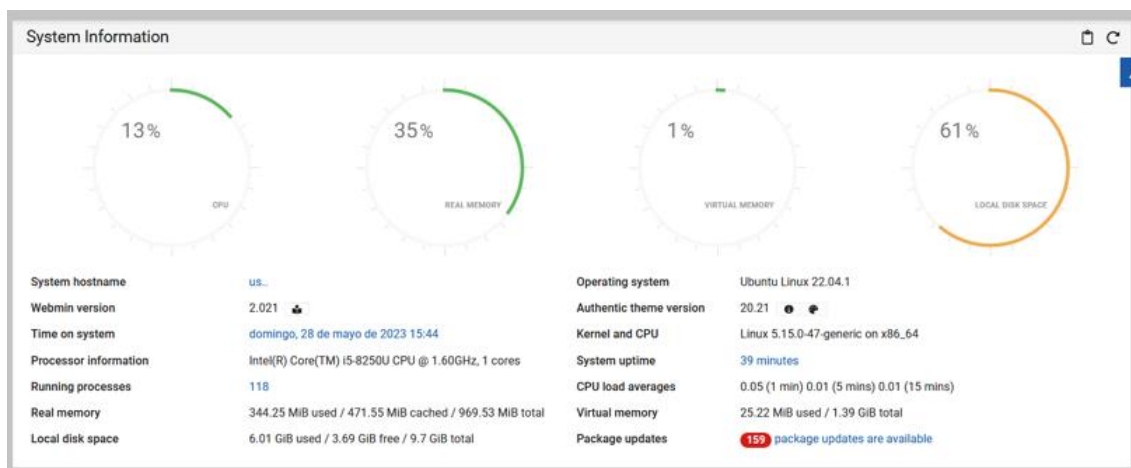 System Information
13%
35%
1%
61%
CPU
REAL MEMORY
VIRTUAL MEMORY
LOCAL DISK SPACE
System hostname us.. Operating system Ubuntu Linux 22.04.1
Webmin version 2.021 Authentic theme version 20.21
Time on system domingo, 28 de mayo de 2023 15:44 Kernel and CPU Linux 5.15.0-47-generic on x86_64
Processor information Intel(R) Core(TM) i5-8250U CPU @ 1.60GHz, 1 cores System uptime 39 minutes
Running processes 118 CPU load averages 0.05 (1 min) 0.01 (5 mins) 0.01 (15 mins)
Real memory 344.25 MiB used / 471.55 MiB cached / 969.53 MiB total Virtual memory 25.22 MiB used / 1.39 GiB total
Local disk space 6.01 GiB used / 3.69 GiB free / 9.7 GiB total Package updates 159 package updates are available